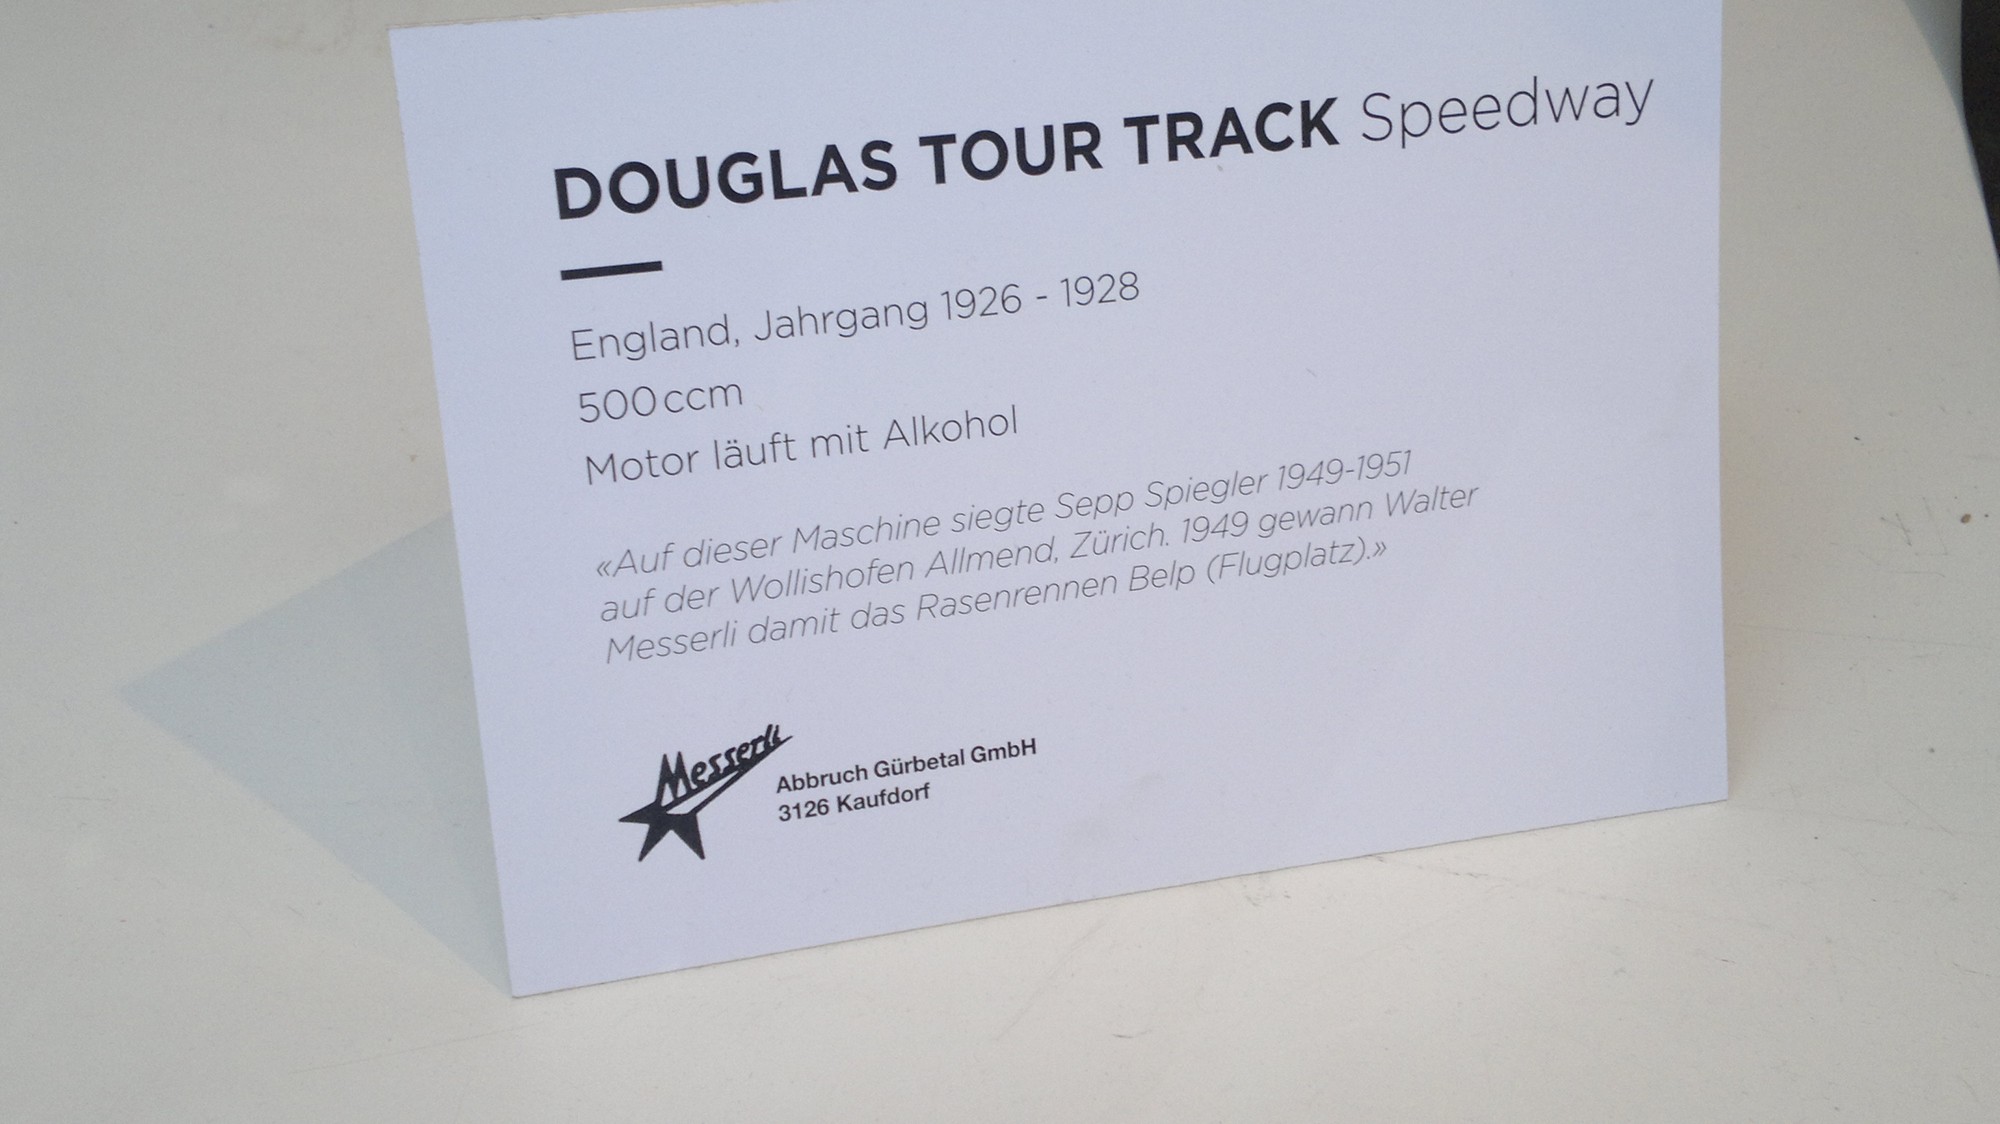 DOUGLAS TOUR TRACK Speedway
England, Jahrgang 1926 - 1928
500ccm
Motor läuft mit Alkohol
«Auf dieser Maschine siegte Sepp Spiegler 1949-1951
auf der Wollishofen Allmend, Zürich. 1949 gewann Walter
Messerli damit das Rasenrennen Belp (Flugplatz).»
Messerli
Abbruch Gürbetal GmbH
3126 Kaufdorf